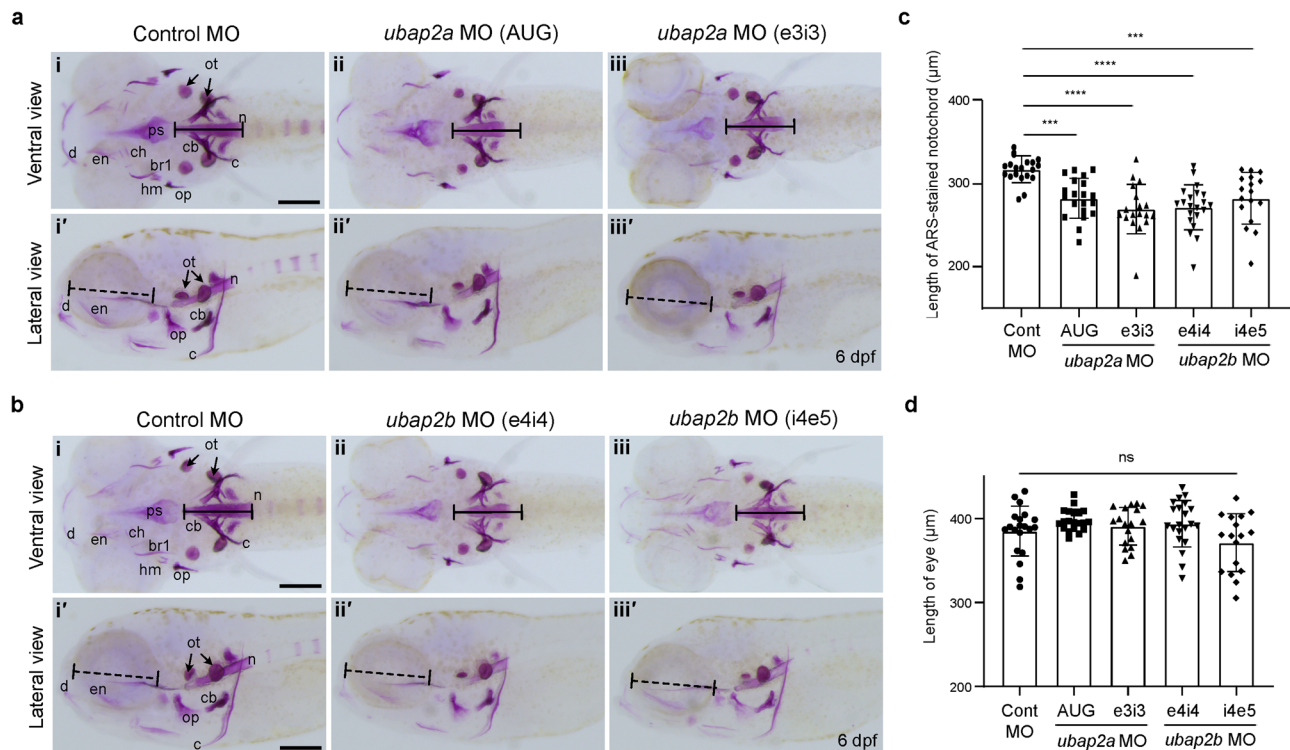 a
Control MO
ubap2a MO (AUG)
ubap2a MO (e3i3)
Ventral view
i
ot
n
ps
d
en
ch
cb
br1
c
hm
op
ii
iii
Lateral view
i′
ot
n
d
en
cb
op
c
ii′
iii′
6 dpf
b
Control MO
ubap2b MO (e4i4)
ubap2b MO (i4e5)
Ventral view
i
ot
n
ps
cb
d
en
ch
br1
c
hm
op
ii
iii
Lateral view
i′
ot
n
d
en
cb
op
c
ii′
iii′
6 dpf
c
Length of ARS-stained notochord (μm)
400
300
200
***
****
****
***
Cont AUG e3i3 e4i4 i4e5
MO ubap2a MO ubap2b MO
d
Length of eye (μm)
400
300
200
ns
Cont AUG e3i3 e4i4 i4e5
MO ubap2a MO ubap2b MO